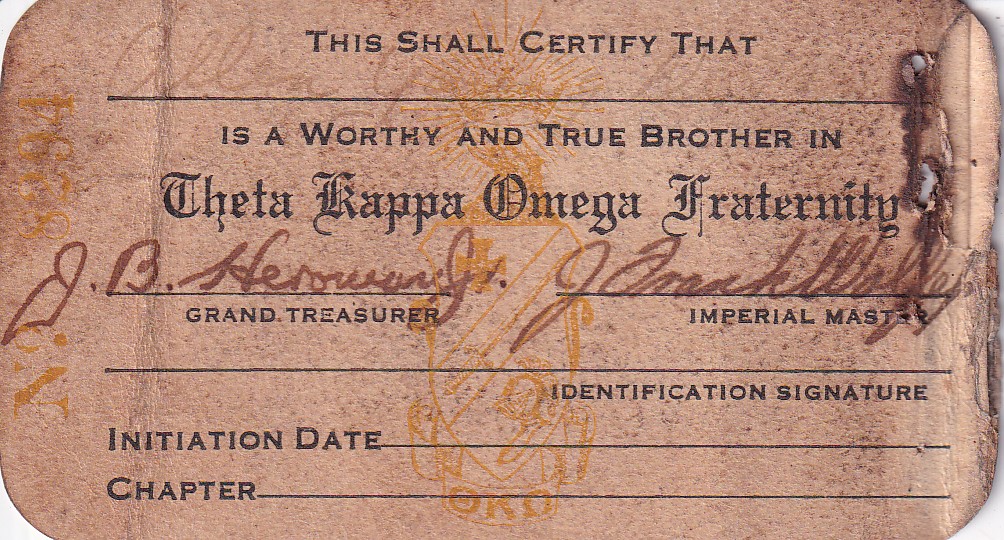 THIS SHALL CERTIFY THAT
IS A WORTHY AND TRUE BROTHER IN
Theta Kappa Omega Fraternity
J. B. Jr. J
GRAND TREASURER IMPERIAL MASTER
IDENTIFICATION SIGNATURE
INITIATION DATE
CHAPTER
ΘΚΩ
No. 8294